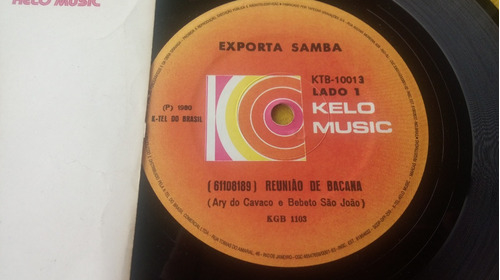 KELO MUSIC
EXPORTA SAMBA
KTB-10013
LADO 1
(P) 1980
K-TEL DO BRASIL
KELO
MUSIC
(61108189) REUNIÃO DE BACANA
(Ary do Cavaco e Bebeto São João)
KGB 1103